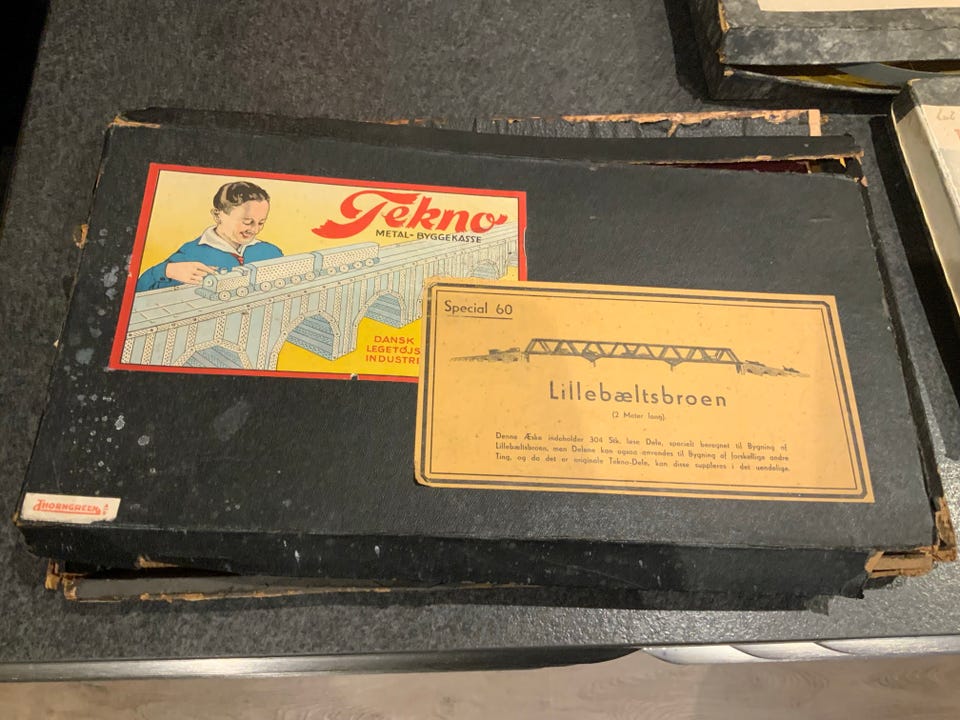 Tekno
METAL-BYGGEKASSE
DANSK
LEGETØJS
INDUSTRI
Special 60
Lillebæltsbroen
(2 Meter lang).
Denne Æske indeholder 304 Stk. løse Dele, specielt beregnet til Bygning af
Lillebæltsbroen, men Delene kan ogsaa anvendes til Bygning af forskellige andre
Ting, og da det er originale Tekno-Dele, kan disse suppleres i det uendelige.
THORNGREEN A/S